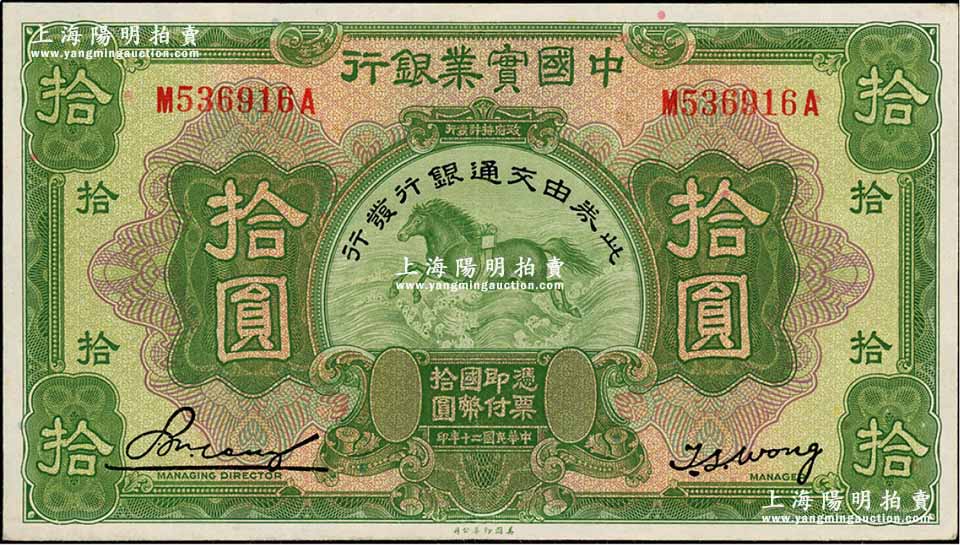 上海陽明拍賣
www.yangmingauction.com
中國實業銀行
M536916A
M536916A
政府特許發行
此券由交通銀行發行
拾
拾
拾
拾
拾圓
拾圓
拾
拾
拾
拾
上海陽明拍賣
www.yangmingauction.com
憑票即付國幣拾圓
中華民國二十年印
MANAGING DIRECTOR
T.S. Wong
MANAGER
上海陽明拍賣
www.yangmingauction.com